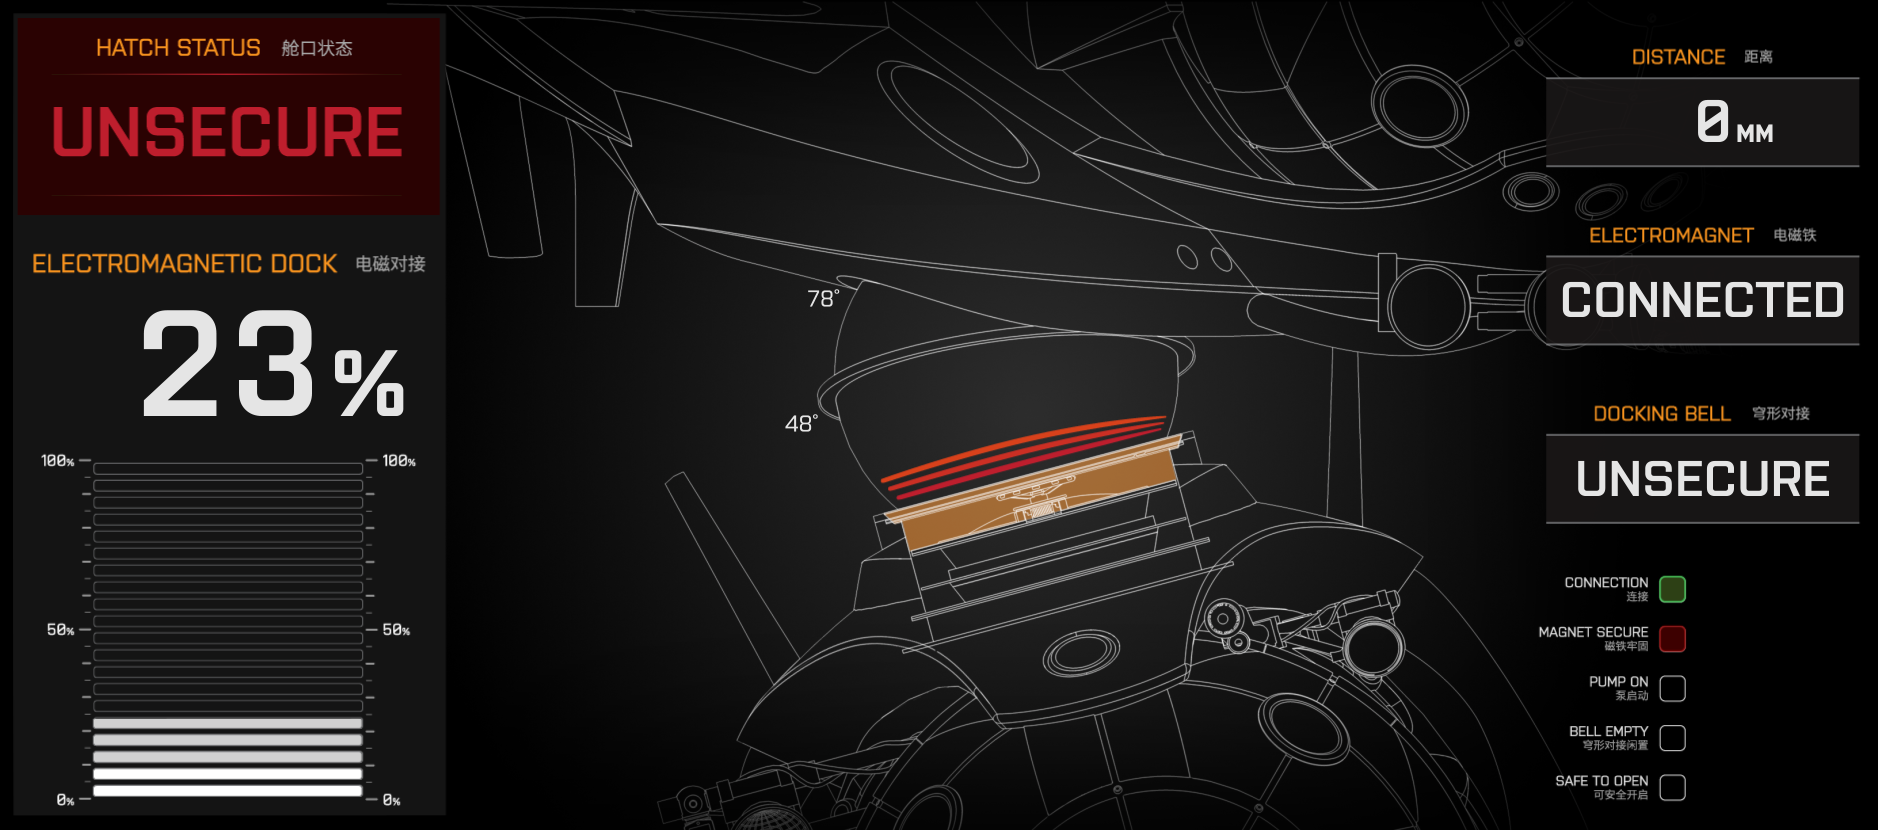 HATCH STATUS 舱口状态
UNSECURE
ELECTROMAGNETIC DOCK 电磁对接
23%
100% 100%
50% 50%
0% 0%
78°
48°
DISTANCE 距离
0 MM
ELECTROMAGNET 电磁铁
CONNECTED
DOCKING BELL 穹形对接
UNSECURE
CONNECTION
连接
MAGNET SECURE
磁铁牢固
PUMP ON
泵启动
BELL EMPTY
穹形对接闲置
SAFE TO OPEN
可安全开启